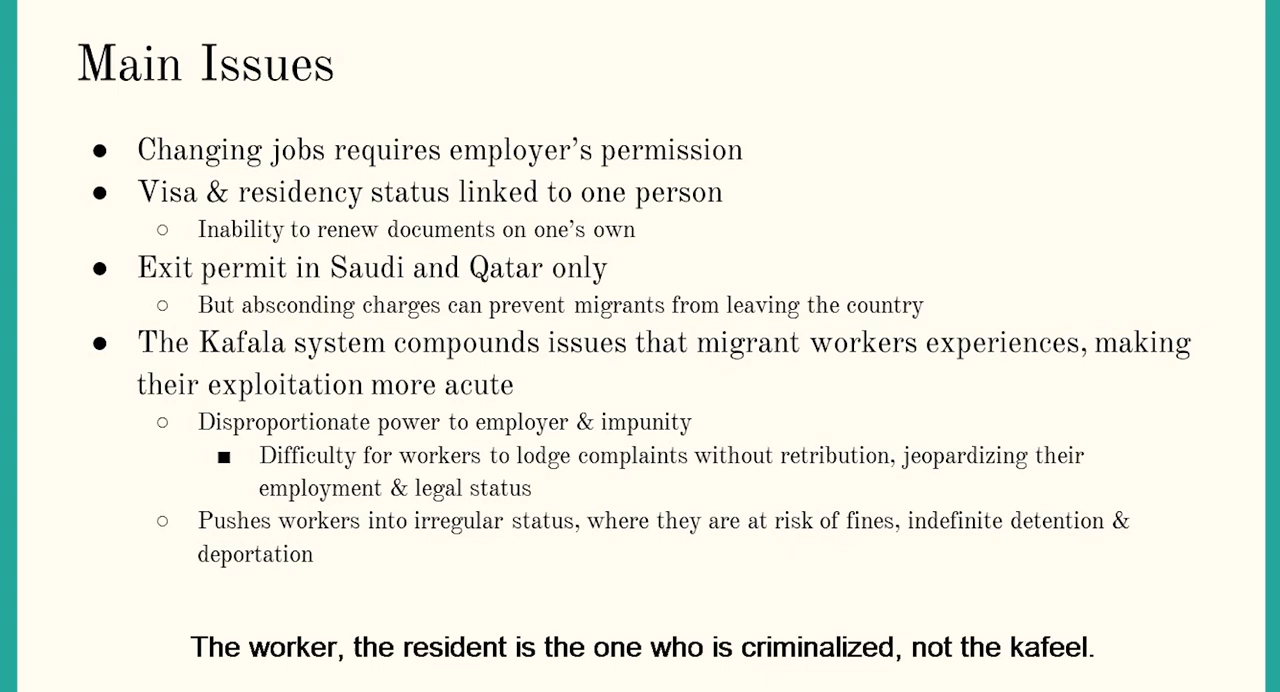 Main Issues
● Changing jobs requires employer’s permission
● Visa & residency status linked to one person
○ Inability to renew documents on one’s own
● Exit permit in Saudi and Qatar only
○ But absconding charges can prevent migrants from leaving the country
● The Kafala system compounds issues that migrant workers experiences, making
their exploitation more acute
○ Disproportionate power to employer & impunity
■ Difficulty for workers to lodge complaints without retribution, jeopardizing their
employment & legal status
○ Pushes workers into irregular status, where they are at risk of fines, indefinite detention &
deportation
The worker, the resident is the one who is criminalized, not the kafeel.